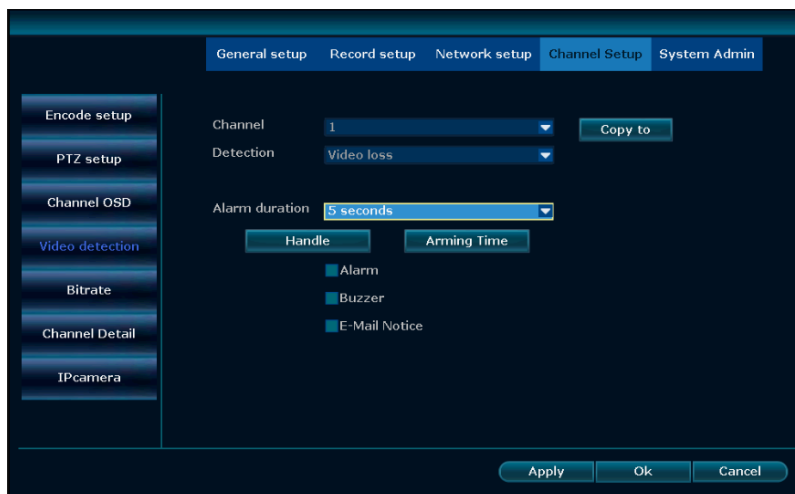 General setup Record setup Network setup Channel Setup System Admin
Encode setup
PTZ setup
Channel OSD
Video detection
Bitrate
Channel Detail
IPcamera
Channel 1 Copy to
Detection Video loss
Alarm duration 5 seconds
Handle Arming Time
Alarm
Buzzer
E-Mail Notice
Apply Ok Cancel